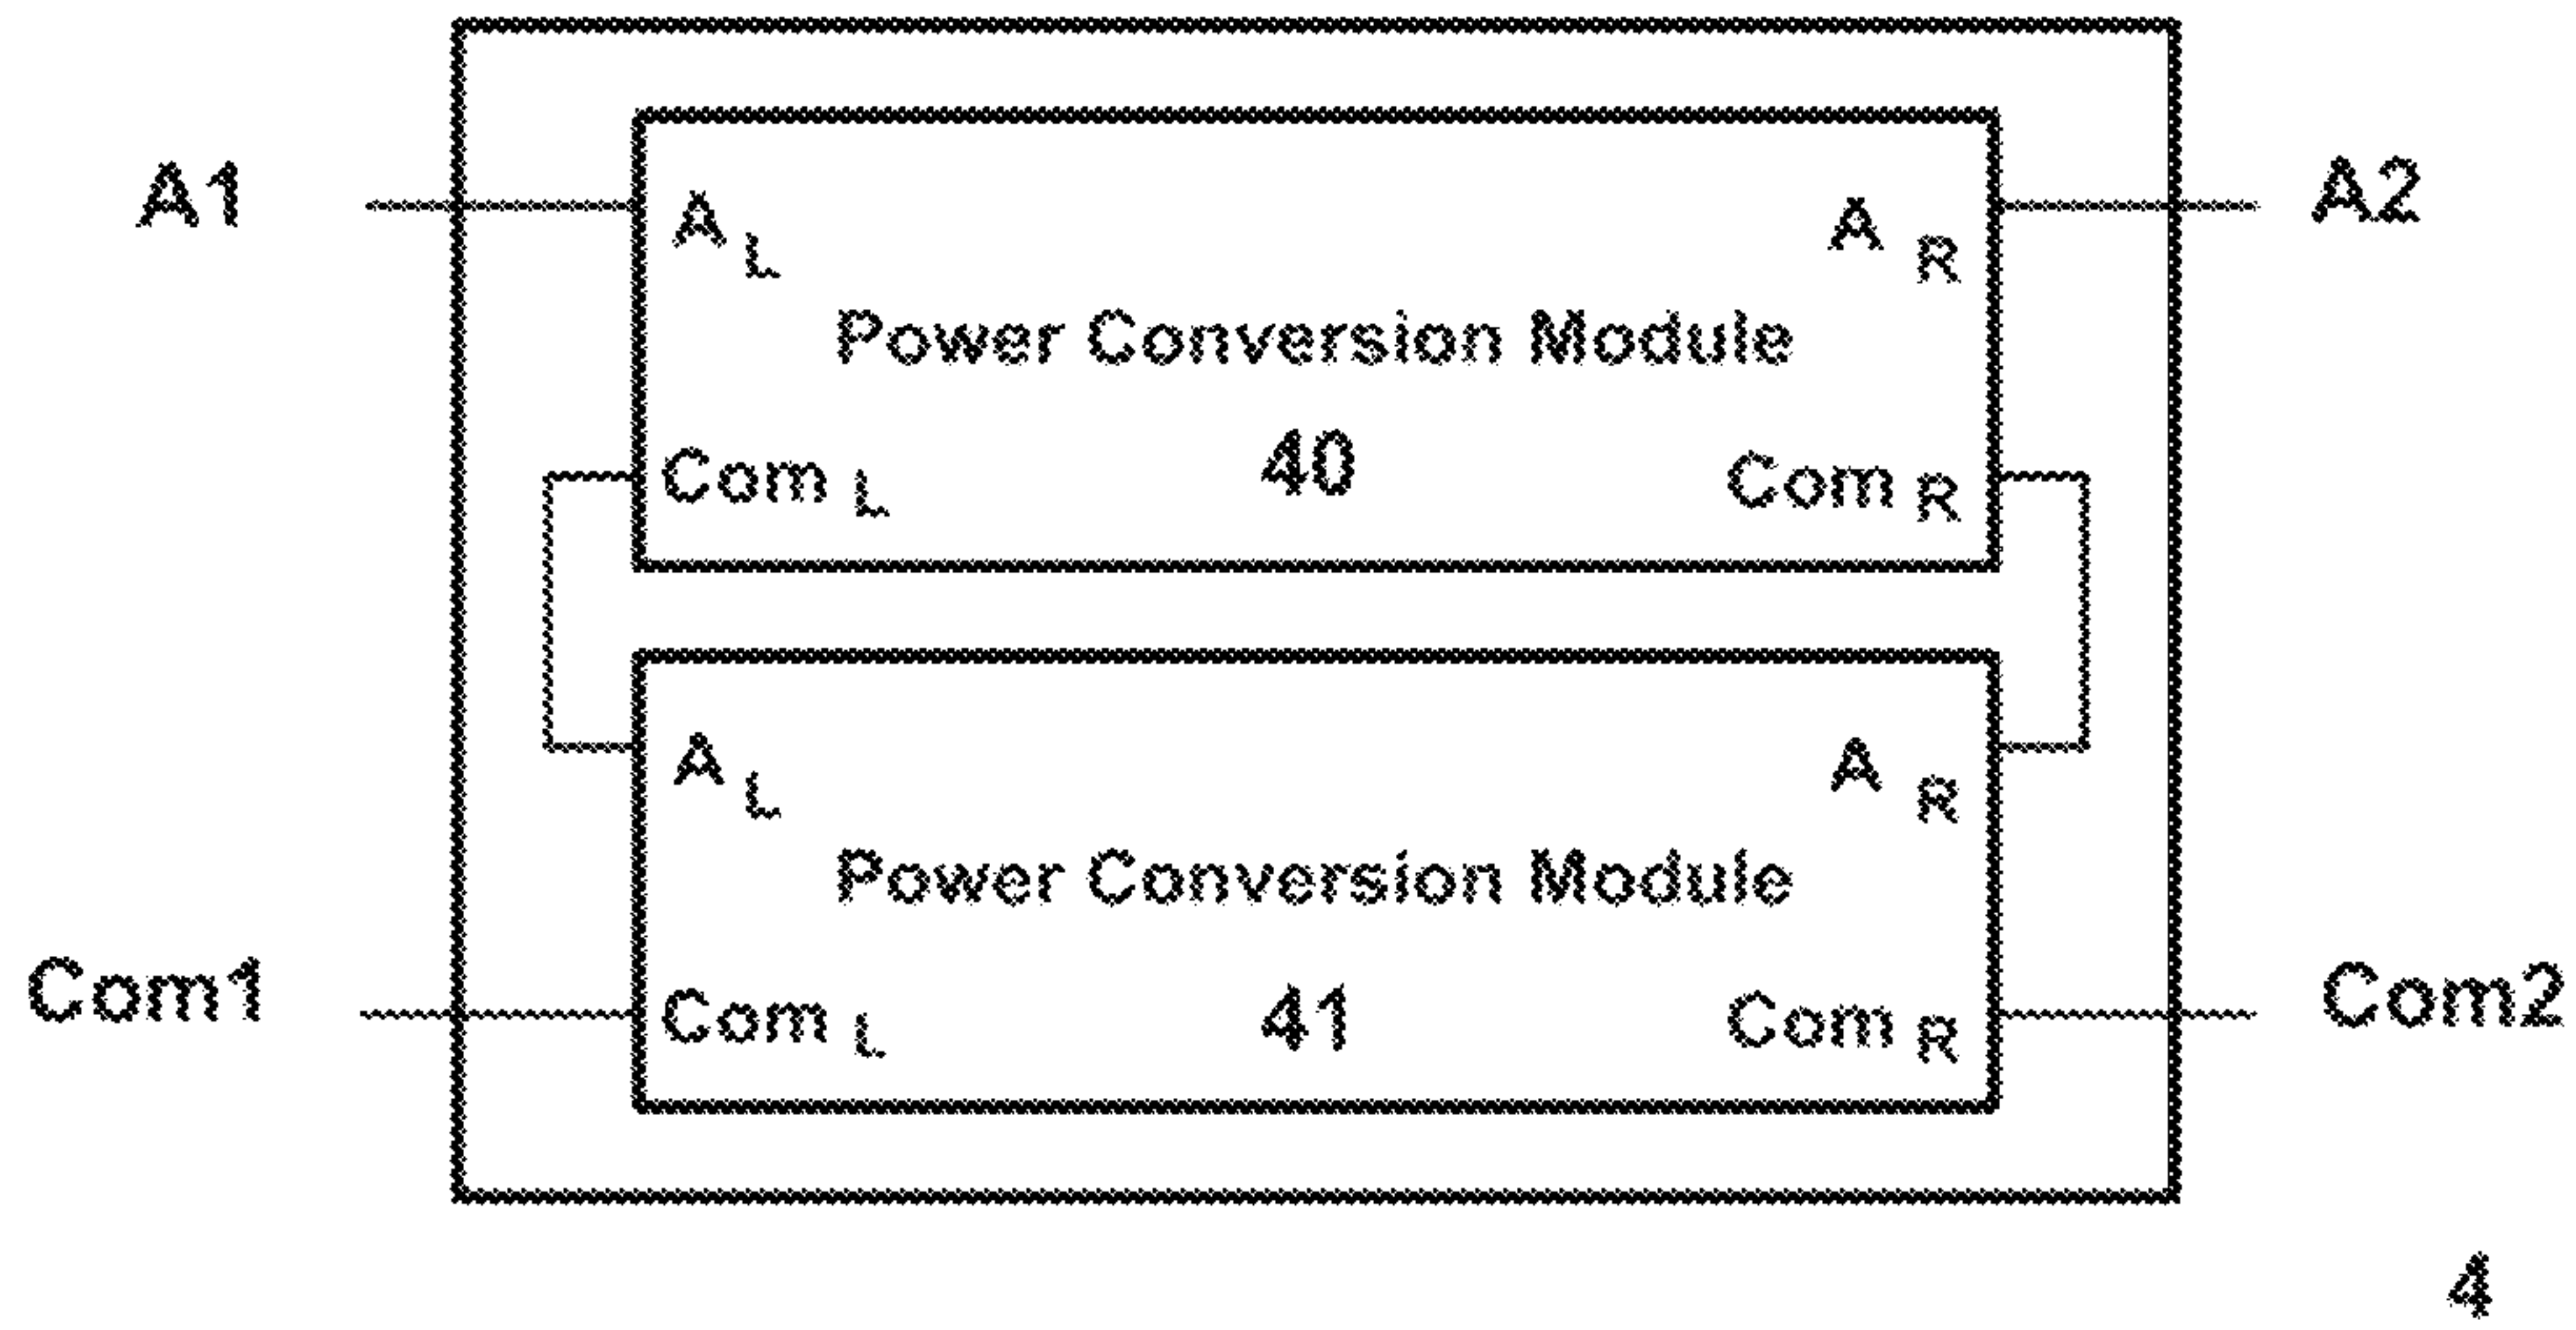 A1 A L A R A2
Power Conversion Module
40
Com L Com R
A L A R
Power Conversion Module
41
Com1 Com L Com R Com2
4